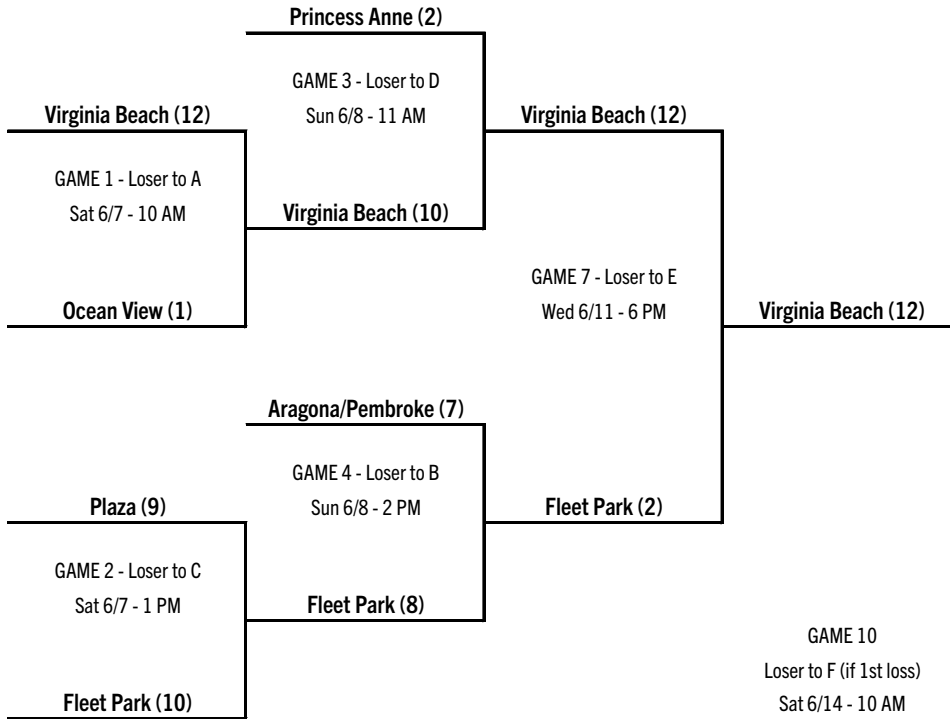 Princess Anne (2)
GAME 3 - Loser to D
Sun 6/8 - 11 AM
Virginia Beach (12)
Virginia Beach (12)
GAME 1 - Loser to A
Sat 6/7 - 10 AM
Virginia Beach (10)
GAME 7 - Loser to E
Wed 6/11 - 6 PM
Ocean View (1)
Virginia Beach (12)
Aragona/Pembroke (7)
GAME 4 - Loser to B
Sun 6/8 - 2 PM
Plaza (9)
Fleet Park (2)
GAME 2 - Loser to C
Sat 6/7 - 1 PM
Fleet Park (8)
GAME 10
Loser to F (if 1st loss)
Sat 6/14 - 10 AM
Fleet Park (10)